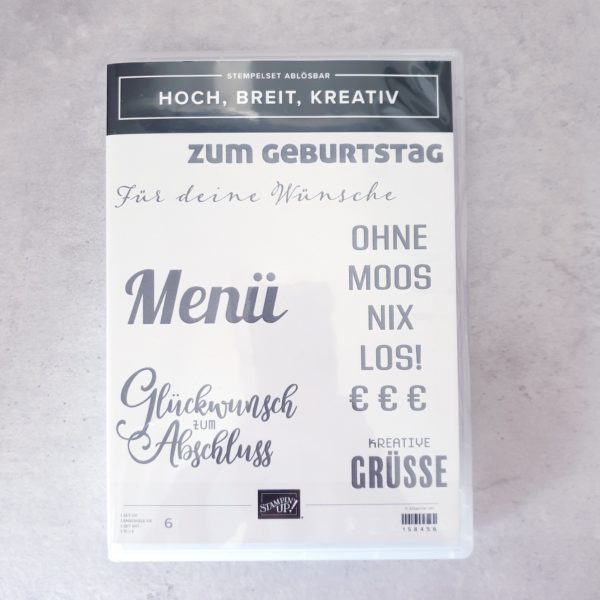 STEMPELSET ABLÖSBAR
HOCH, BREIT, KREATIV
ZUM GEBURTSTAG
Für deine Wünsche
OHNE
MOOS
NIX
LOS!
€ € €
Menü
Glückwunsch
ZUM
Abschluss
KREATIVE
GRÜSSE
6
STAMPIN' UP!
158456